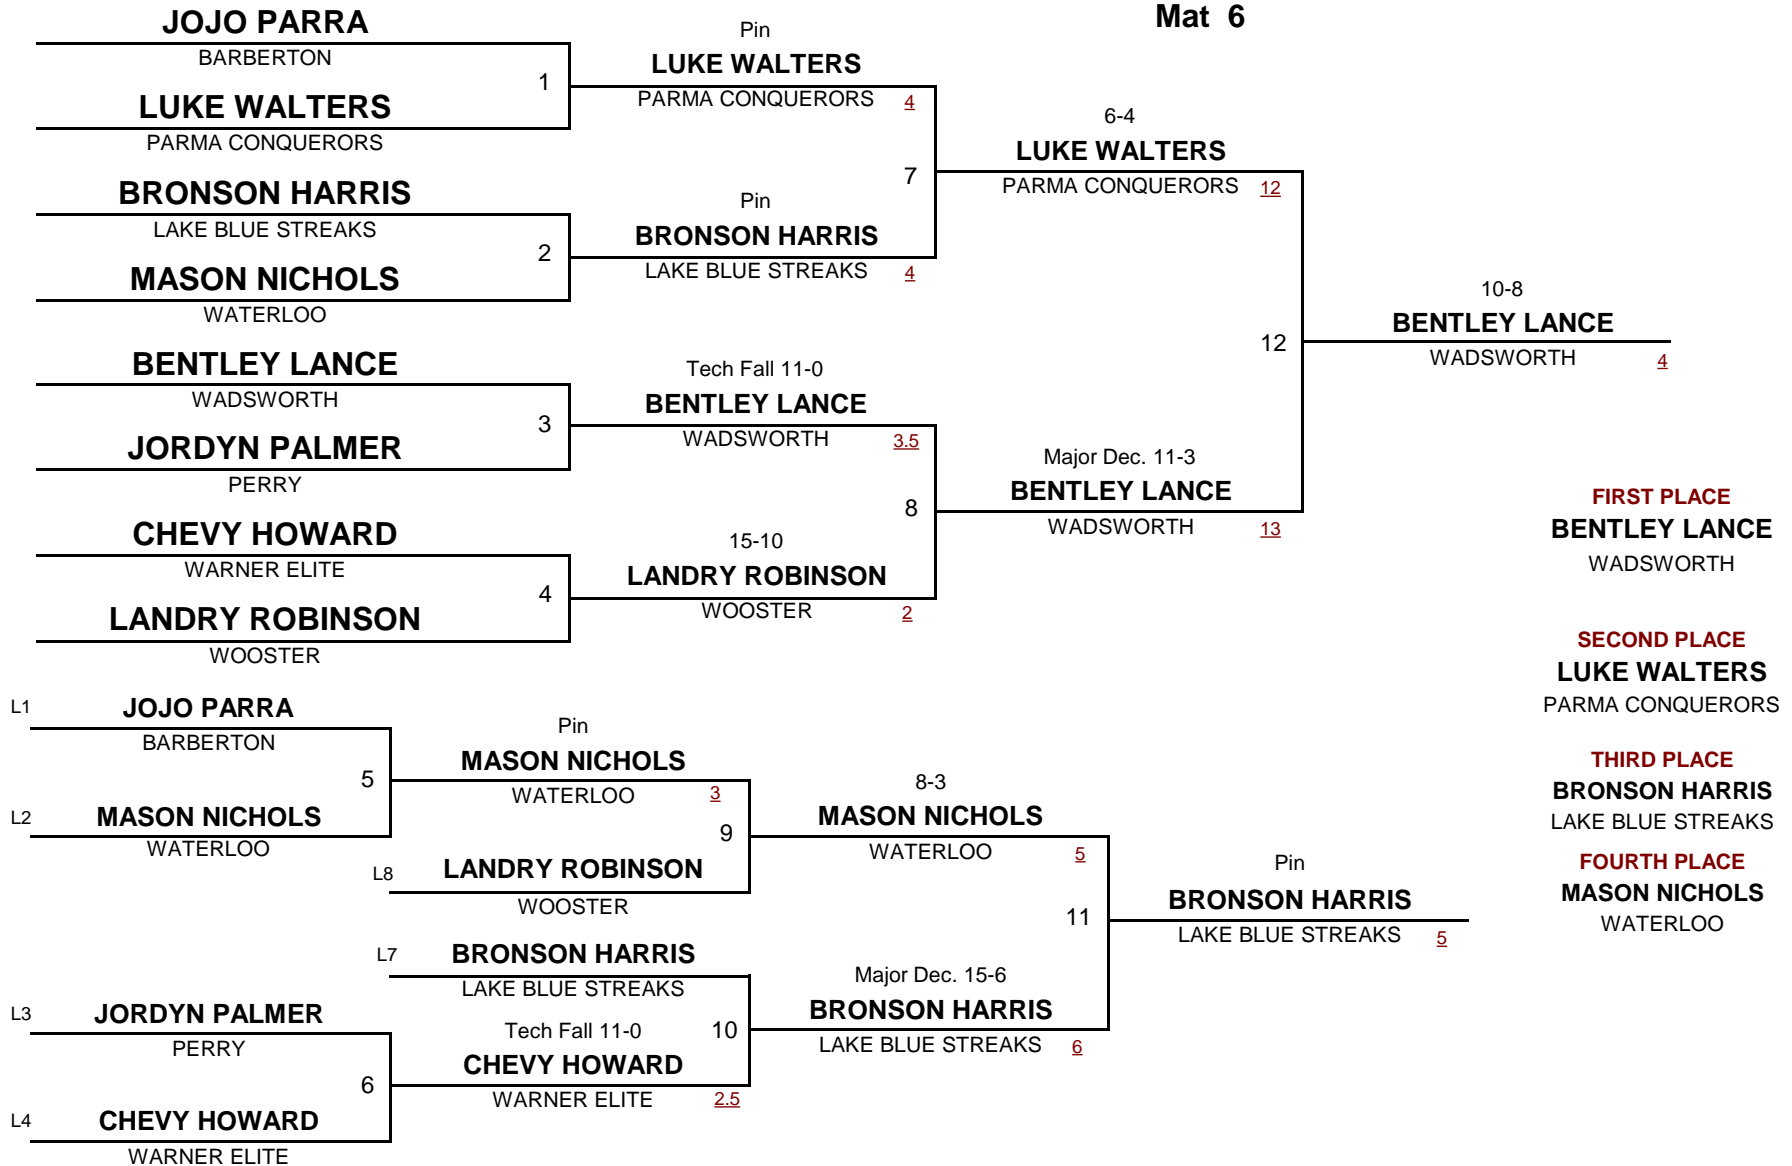 Mat 6
JOJO PARRA
BARBERTON
1
LUKE WALTERS
PARMA CONQUERORS
Pin
LUKE WALTERS
PARMA CONQUERORS 4
BRONSON HARRIS
LAKE BLUE STREAKS
2
MASON NICHOLS
WATERLOO
Pin
BRONSON HARRIS
LAKE BLUE STREAKS 4
7
6-4
LUKE WALTERS
PARMA CONQUERORS 12
BENTLEY LANCE
WADSWORTH
3
JORDYN PALMER
PERRY
Tech Fall 11-0
BENTLEY LANCE
WADSWORTH 3.5
CHEVY HOWARD
WARNER ELITE
4
LANDRY ROBINSON
WOOSTER
15-10
LANDRY ROBINSON
WOOSTER 2
8
Major Dec. 11-3
BENTLEY LANCE
WADSWORTH 13
12
10-8
BENTLEY LANCE
WADSWORTH 4
FIRST PLACE
BENTLEY LANCE
WADSWORTH
SECOND PLACE
LUKE WALTERS
PARMA CONQUERORS
THIRD PLACE
BRONSON HARRIS
LAKE BLUE STREAKS
FOURTH PLACE
MASON NICHOLS
WATERLOO
L1 JOJO PARRA
BARBERTON
5
L2 MASON NICHOLS
WATERLOO
Pin
MASON NICHOLS
WATERLOO 3
9
L8 LANDRY ROBINSON
WOOSTER
8-3
MASON NICHOLS
WATERLOO 5
L7 BRONSON HARRIS
LAKE BLUE STREAKS
L3 JORDYN PALMER
PERRY
6
L4 CHEVY HOWARD
WARNER ELITE
Tech Fall 11-0
CHEVY HOWARD
WARNER ELITE 2.5
10
Major Dec. 15-6
BRONSON HARRIS
LAKE BLUE STREAKS 6
11
Pin
BRONSON HARRIS
LAKE BLUE STREAKS 5